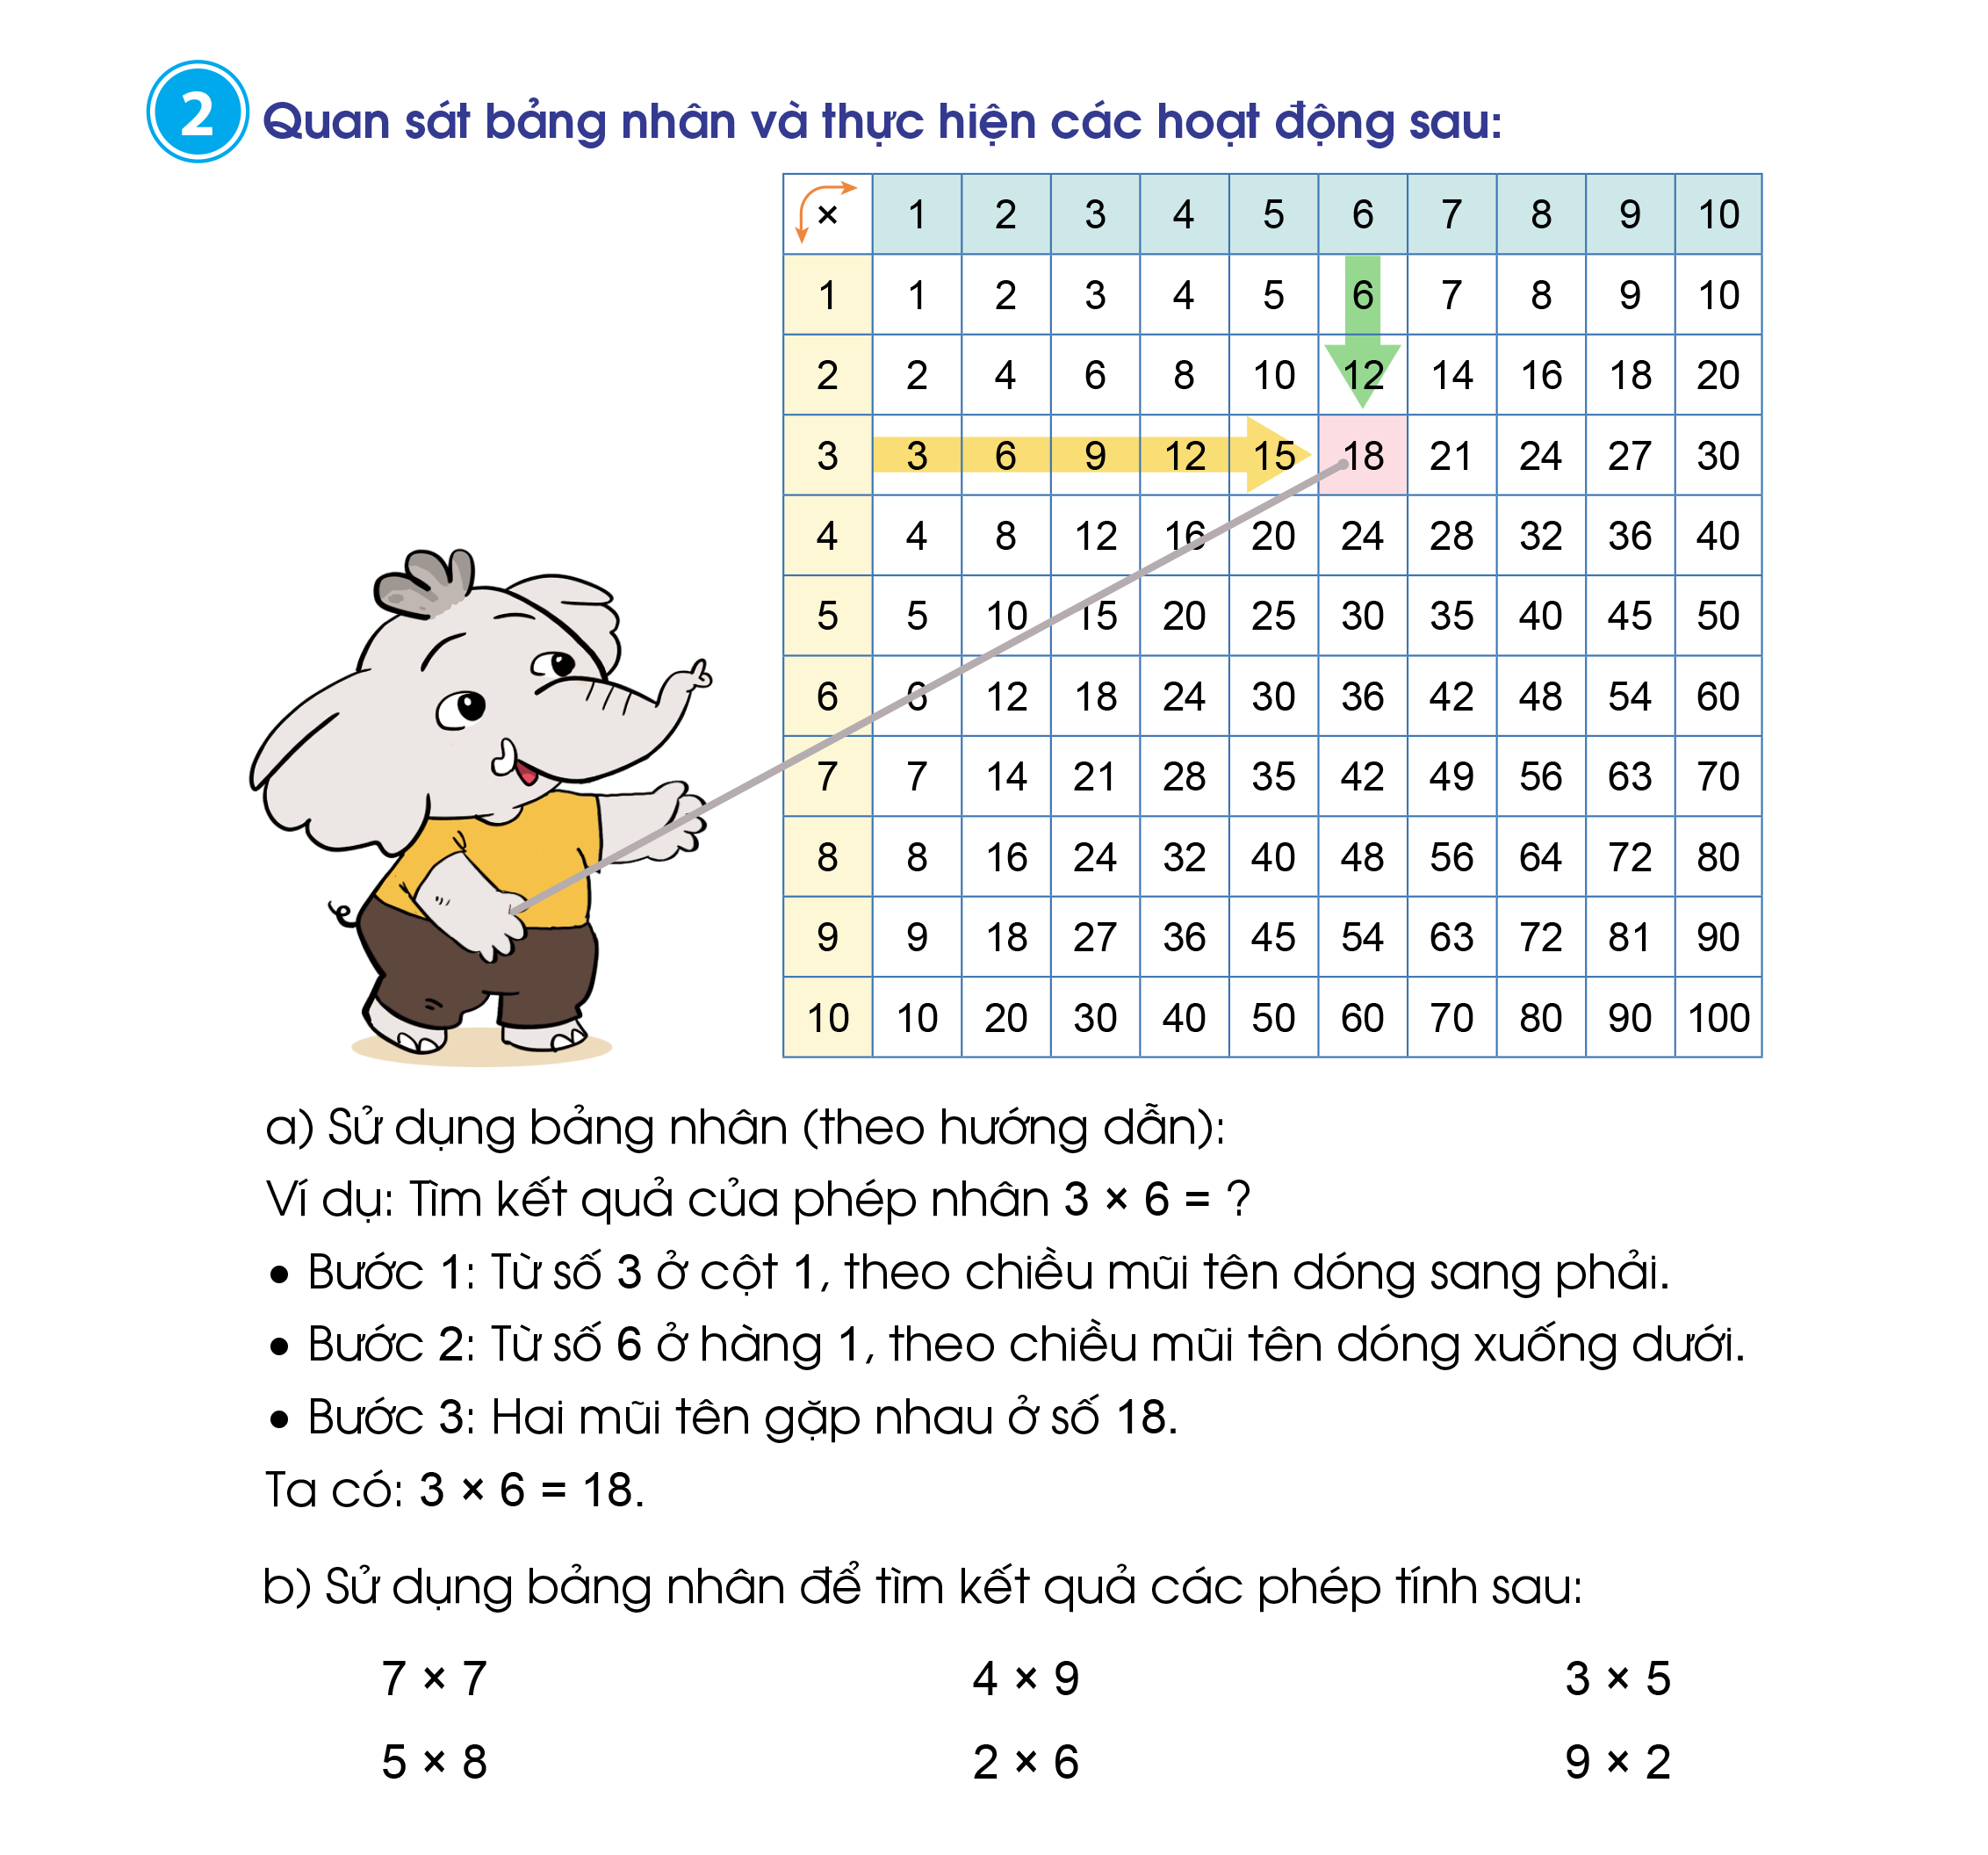 2 Quan sát bảng nhân và thực hiện các hoạt động sau:
× 1 2 3 4 5 6 7 8 9 10
1 1 2 3 4 5 6 7 8 9 10
2 2 4 6 8 10 12 14 16 18 20
3 3 6 9 12 15 18 21 24 27 30
4 4 8 12 16 20 24 28 32 36 40
5 5 10 15 20 25 30 35 40 45 50
6 6 12 18 24 30 36 42 48 54 60
7 7 14 21 28 35 42 49 56 63 70
8 8 16 24 32 40 48 56 64 72 80
9 9 18 27 36 45 54 63 72 81 90
10 10 20 30 40 50 60 70 80 90 100
a) Sử dụng bảng nhân (theo hướng dẫn):
Ví dụ: Tìm kết quả của phép nhân 3 × 6 = ?
• Bước 1: Từ số 3 ở cột 1, theo chiều mũi tên dóng sang phải.
• Bước 2: Từ số 6 ở hàng 1, theo chiều mũi tên dóng xuống dưới.
• Bước 3: Hai mũi tên gặp nhau ở số 18.
Ta có: 3 × 6 = 18.
b) Sử dụng bảng nhân để tìm kết quả các phép tính sau:
7 × 7 4 × 9 3 × 5
5 × 8 2 × 6 9 × 2